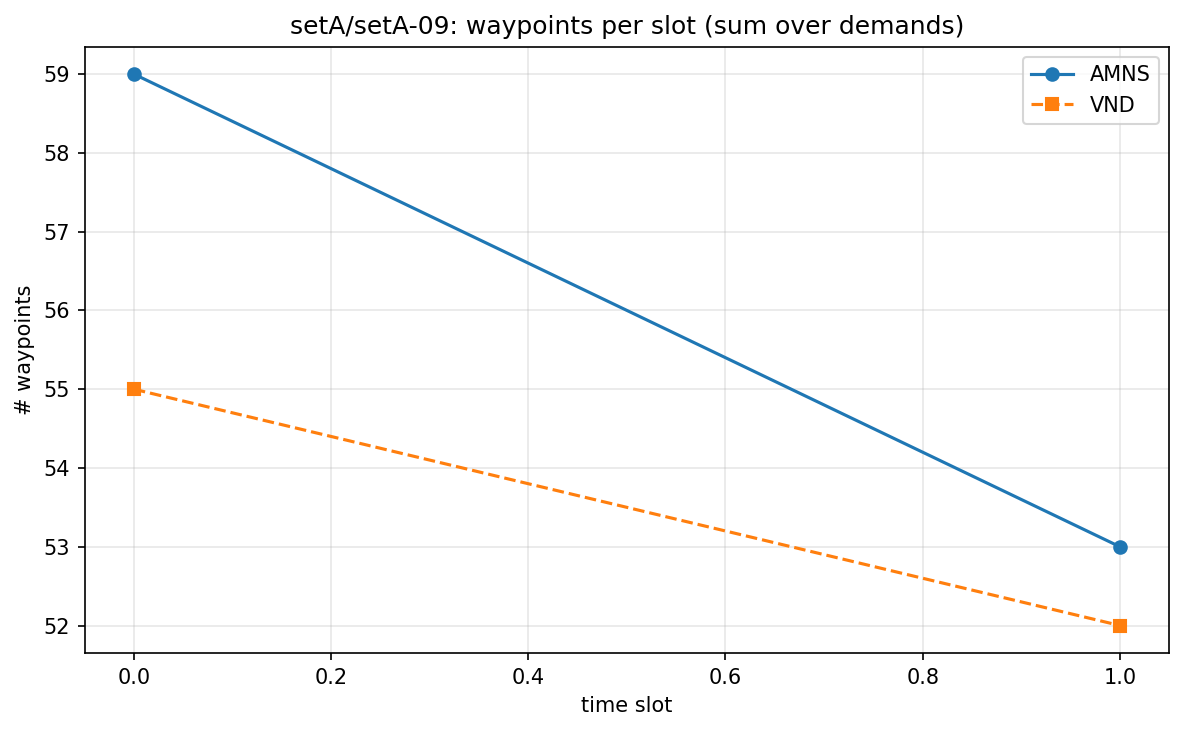 setA/setA-09: waypoints per slot (sum over demands)
AMNS
VND
# waypoints
59
58
57
56
55
54
53
52
0.0 0.2 0.4 0.6 0.8 1.0
time slot